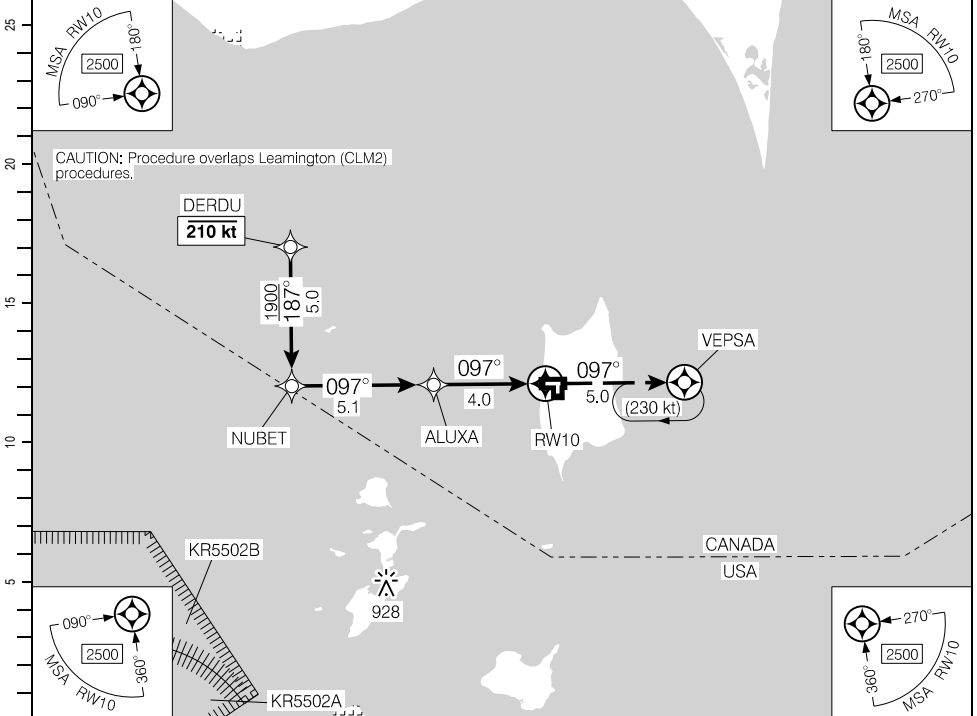 25
20
15
10
5
MSA RW10
180°
2500
090°
MSA RW10
180°
2500
270°
CAUTION: Procedure overlaps Leamington (CLM2)
procedures.
DERDU
210 kt
1900
187°
5.0
VEPSA
097°
5.1
097°
4.0
097°
5.0
(230 kt)
NUBET
ALUXA
RW10
KR5502B
CANADA
USA
928
090°
2500
360°
MSA RW10
270°
2500
360°
MSA RW10
KR5502A